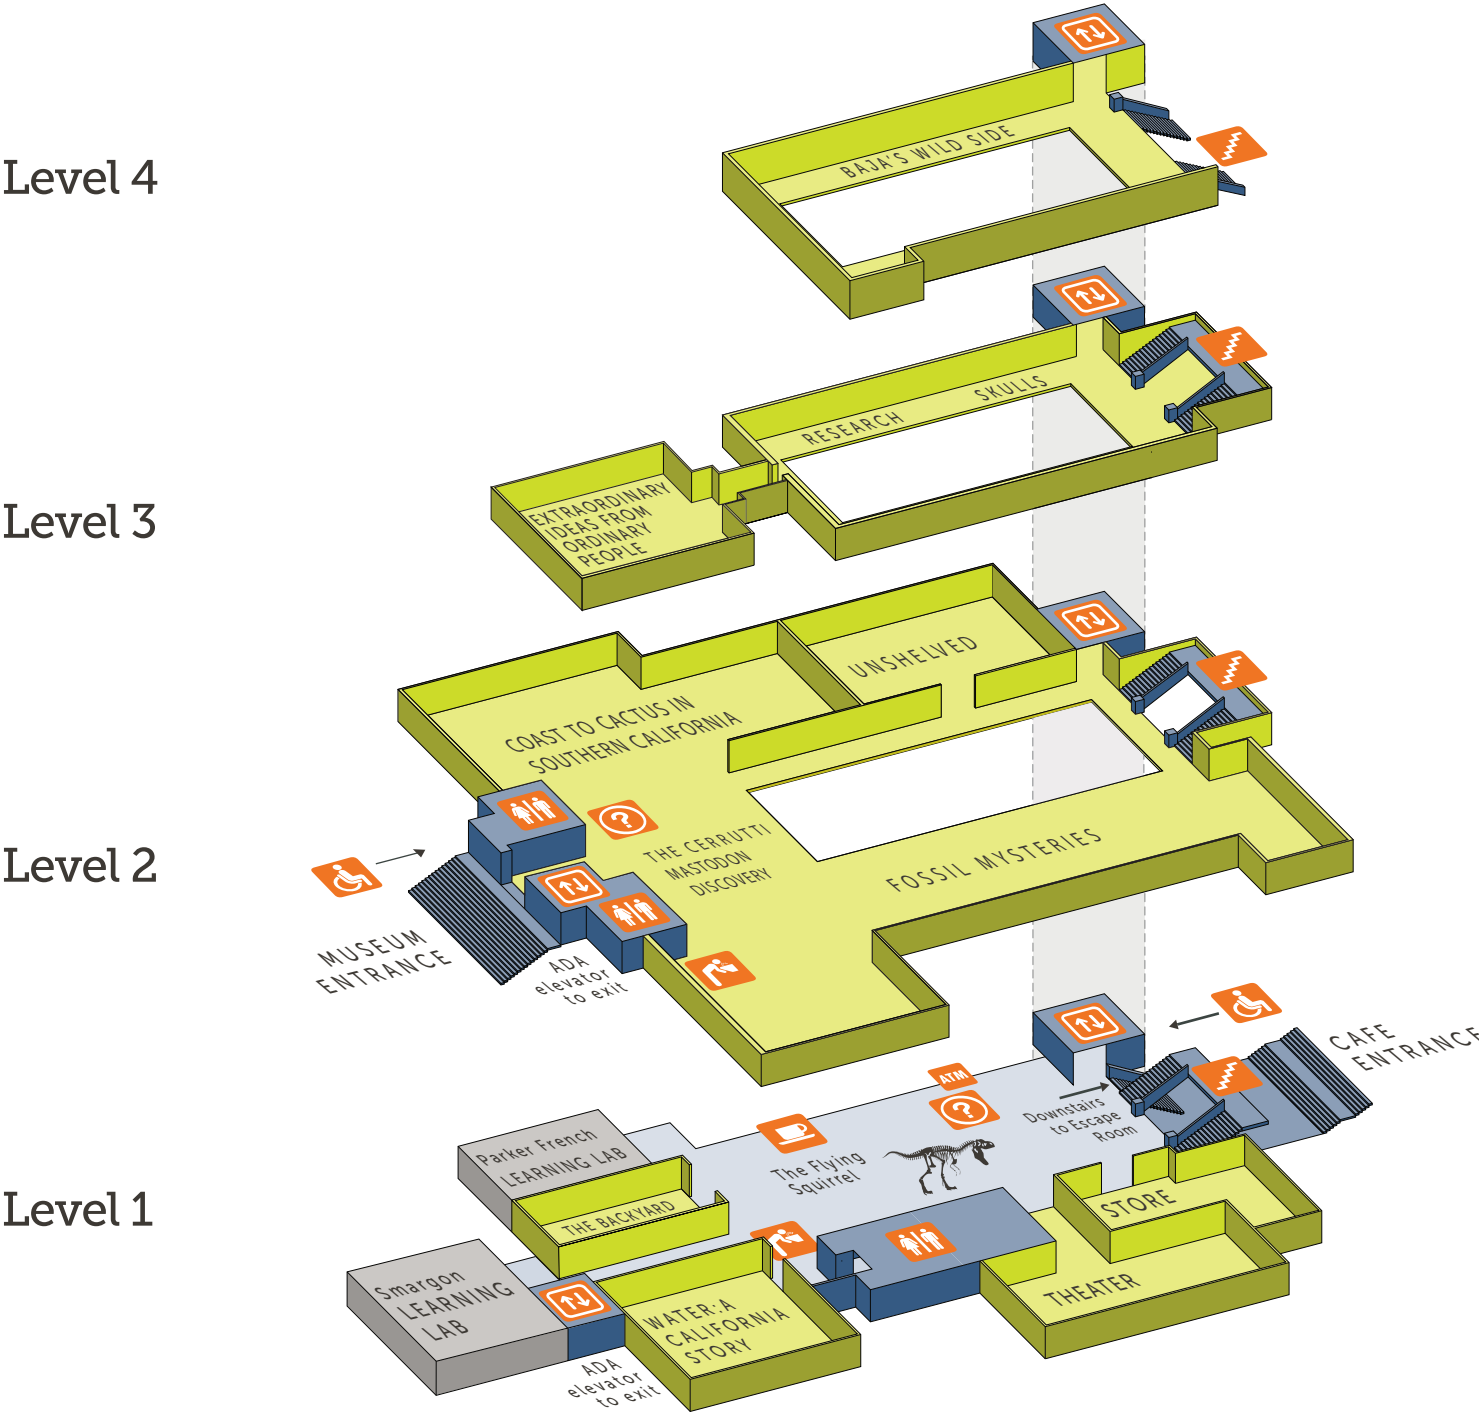 Level 4
BAJA'S WILD SIDE
Level 3
RESEARCH
SKULLS
EXTRAORDINARY
IDEAS FROM
ORDINARY
PEOPLE
Level 2
UNSHELVED
COAST TO CACTUS IN
SOUTHERN CALIFORNIA
?
THE CERRUTTI
MASTODON
DISCOVERY
FOSSIL MYSTERIES
MUSEUM
ENTRANCE
ADA
elevator
to exit
Level 1
CAFE
ENTRANCE
ATM
?
Downstairs
to Escape
Room
The Flying
Squirrel
Parker French
LEARNING LAB
THE BACKYARD
STORE
THEATER
Smargon
LEARNING
LAB
WATER: A
CALIFORNIA
STORY
ADA
elevator
to exit